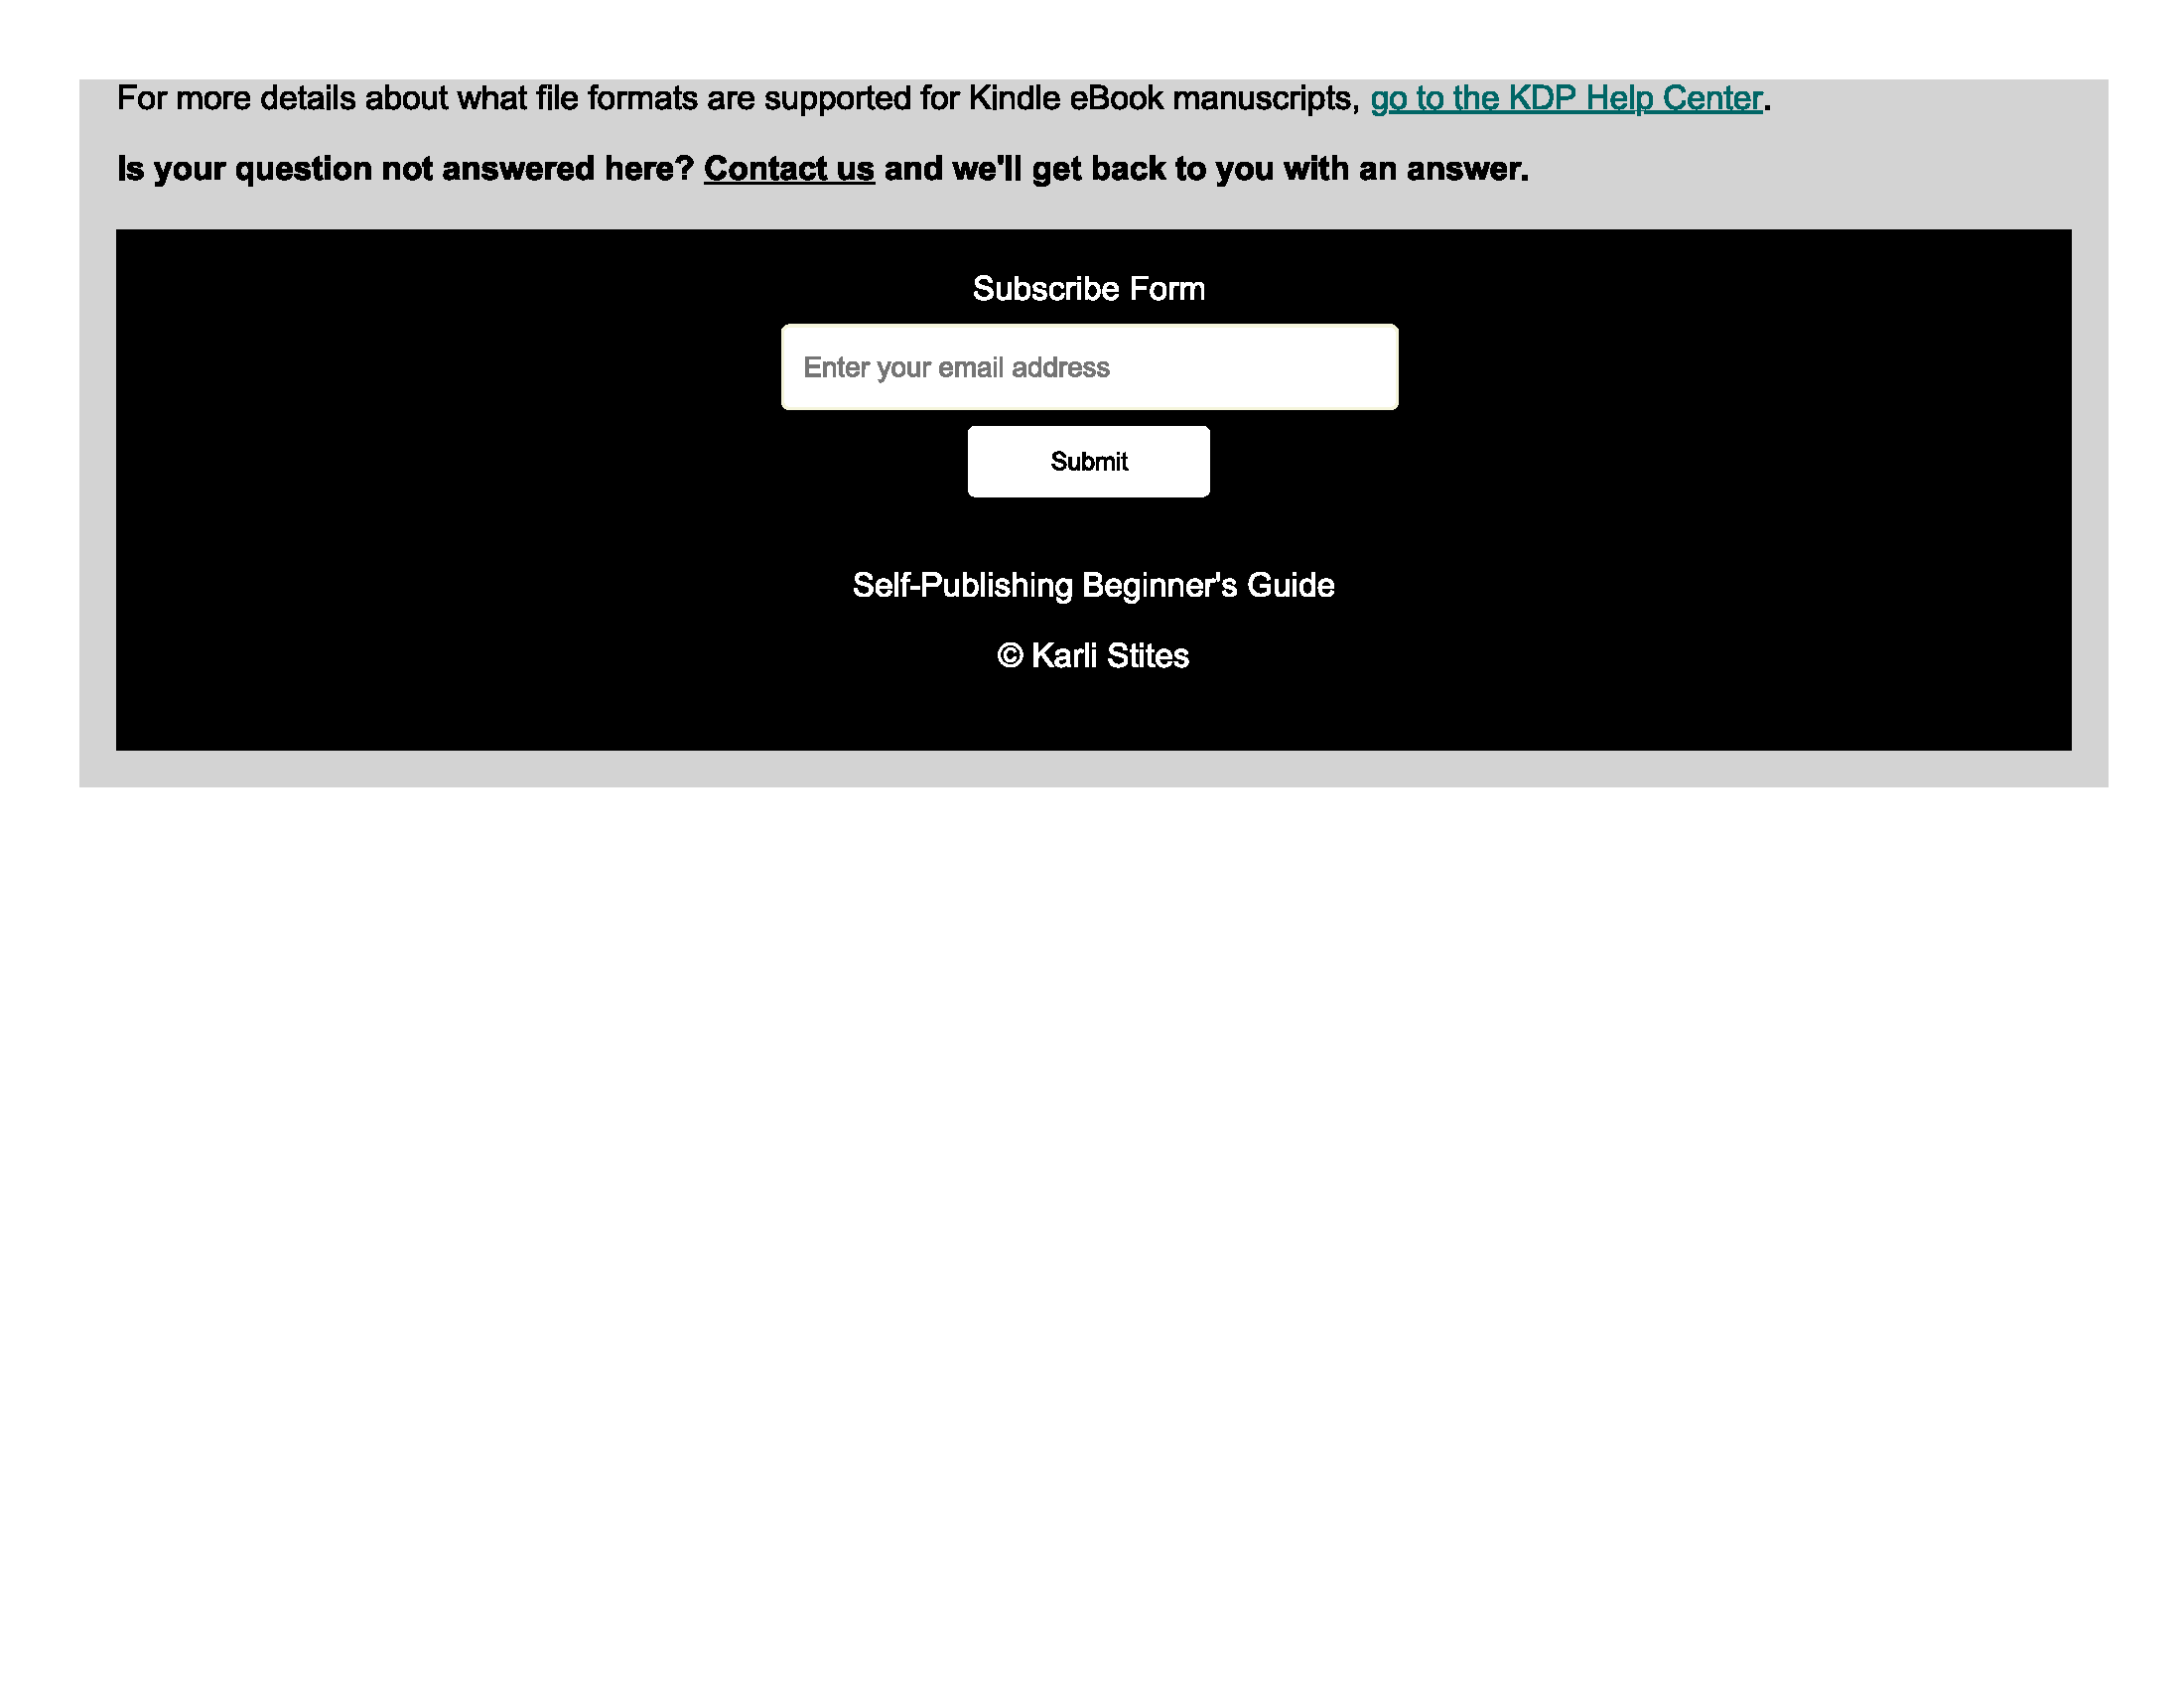 For more details about what file formats are supported for Kindle eBook manuscripts, go to the KDP Help Center.
Is your question not answered here? Contact us and we'll get back to you with an answer.
Subscribe Form
Enter your email address
Submit
Self-Publishing Beginner's Guide
© Karli Stites